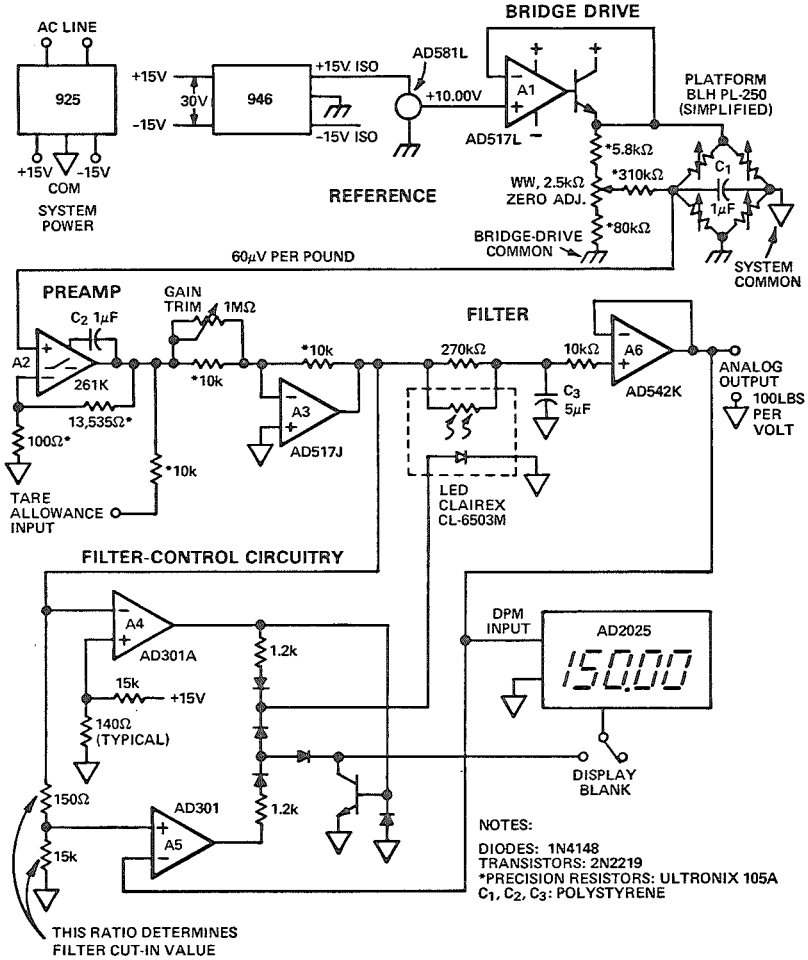 BRIDGE DRIVE
AC LINE
925
+15V
COM
-15V
SYSTEM
POWER
+15V
30V
-15V
946
+15V ISO
-15V ISO
AD581L
+10.00V
REFERENCE
+
-
A1
+
-
+
AD517L
*5.8kΩ
WW, 2.5kΩ
ZERO ADJ.
*310kΩ
*80kΩ
BRIDGE-DRIVE
COMMON
PLATFORM
BLH PL-250
(SIMPLIFIED)
C1
1μF
SYSTEM
COMMON
60μV PER POUND
PREAMP
C2 1μF
A2
+
-
261K
13,535Ω*
100Ω*
TARE
ALLOWANCE
INPUT
*10k
GAIN
TRIM
1MΩ
*10k
*10k
-
A3
+
AD517J
FILTER
270kΩ
10kΩ
C3
5μF
LED
CLAIREX
CL-6503M
-
A6
+
AD542K
ANALOG
OUTPUT
100LBS
PER
VOLT
FILTER-CONTROL CIRCUITRY
-
A4
+
AD301A
15k
+15V
140Ω
(TYPICAL)
1.2k
1.2k
150Ω
15k
AD301
+
A5
-
DPM
INPUT
AD2025
150.00
DISPLAY
BLANK
NOTES:
DIODES: 1N4148
TRANSISTORS: 2N2219
*PRECISION RESISTORS: ULTRONIX 105A
C1, C2, C3: POLYSTYRENE
THIS RATIO DETERMINES
FILTER CUT-IN VALUE